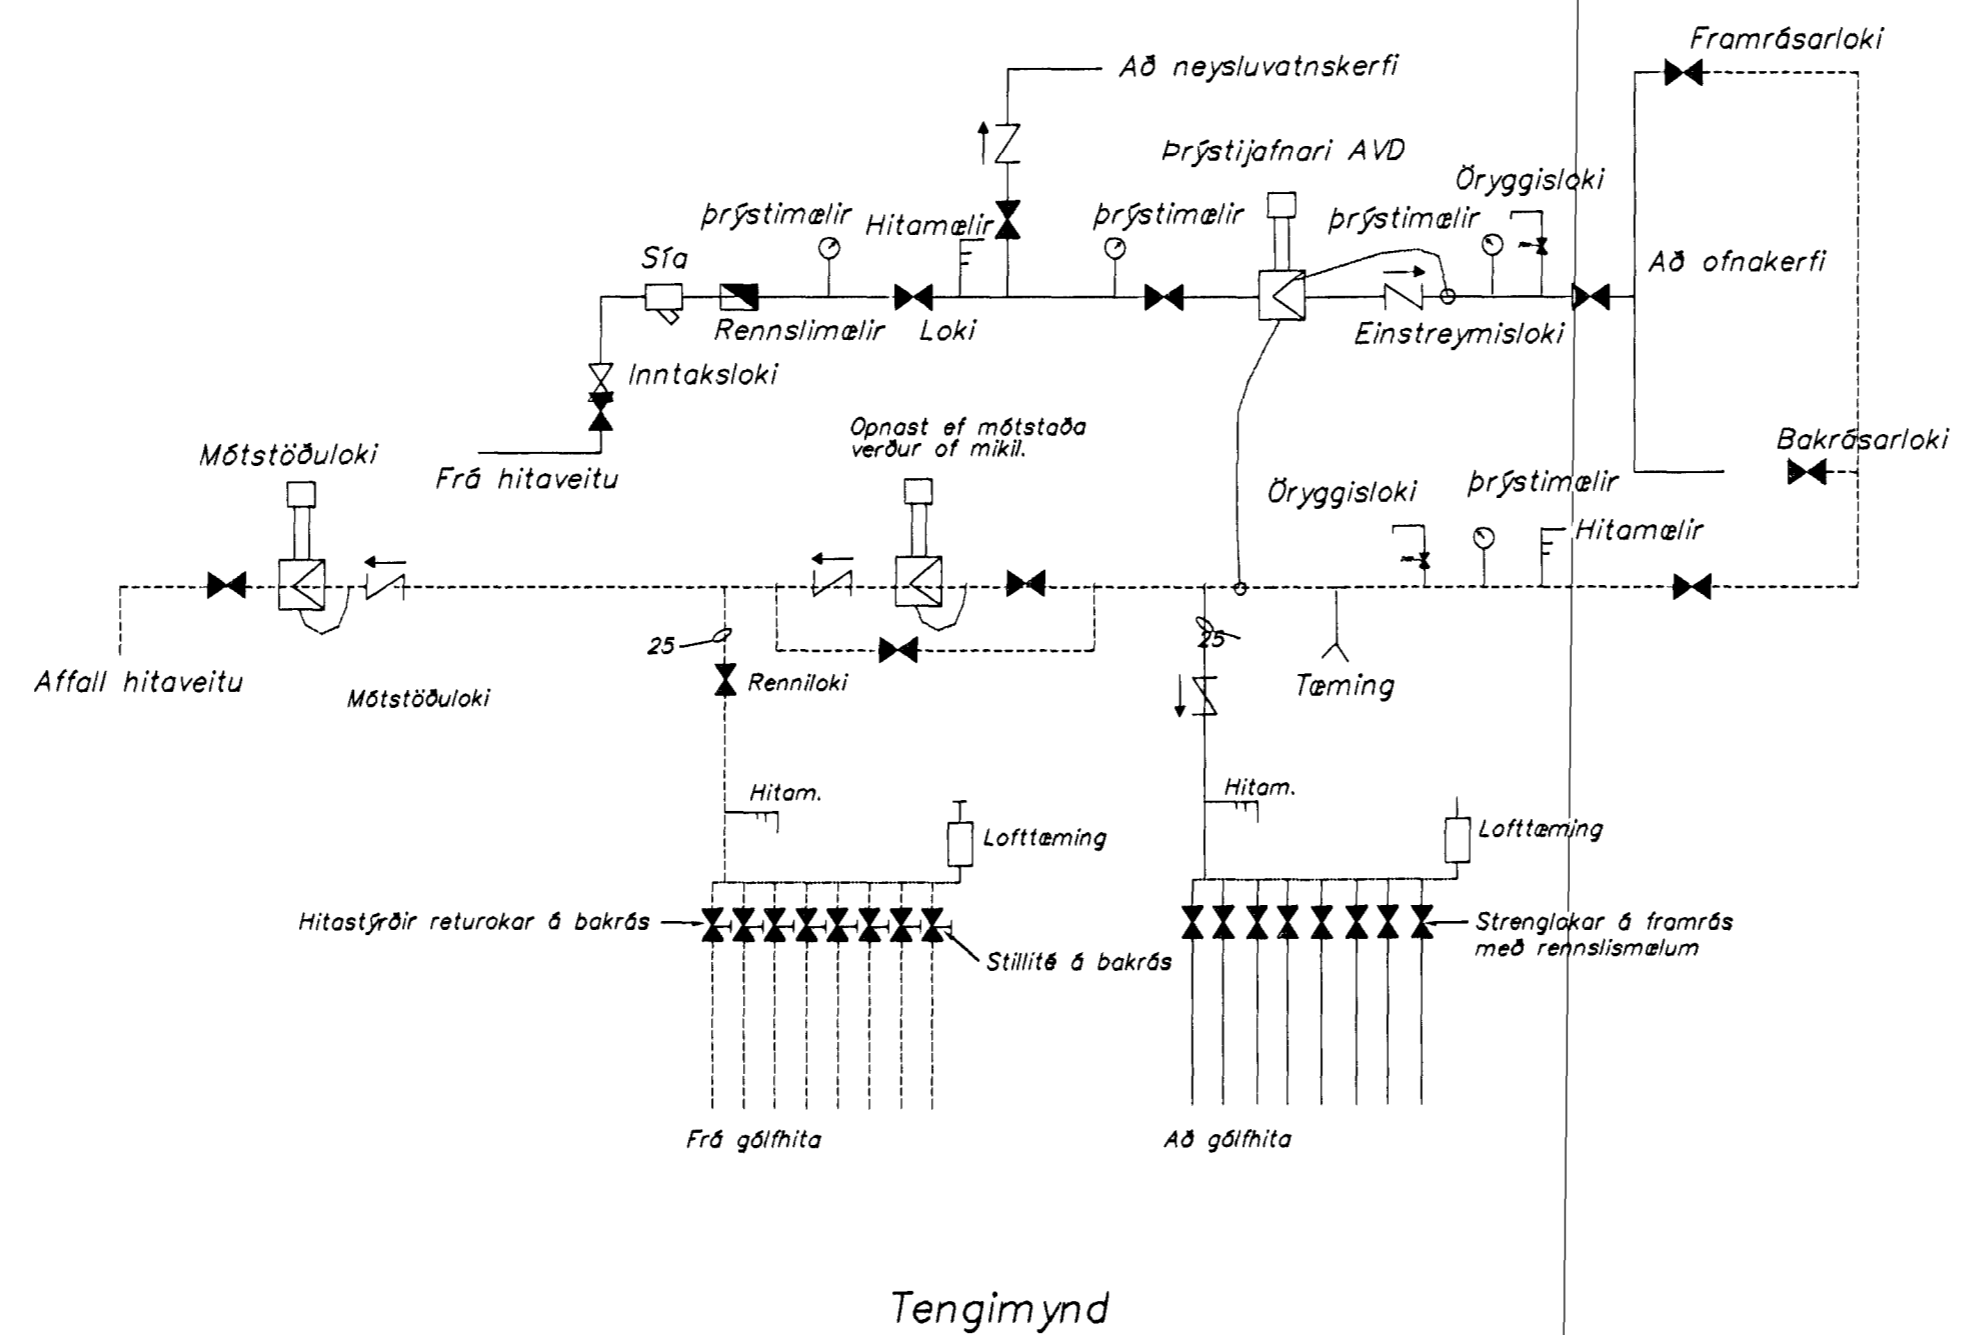 Framrásarloki
Að neysluvatnskerfi
Þrýstijafnari AVD
Öryggisloki
þrýstimælir
Hitamælir
þrýstimælir
þrýstimælir
Sía
Að ofnakerfi
Rennslimælir
Loki
Einstreymisloki
Inntaksloki
Mótstöðuloki
Frá hitaveitu
Opnast ef mótstaða
verður of mikil.
Bakrásarloki
Öryggisloki
þrýstimælir
Hitamælir
25
25
Affall hitaveitu
Mótstöðuloki
Renniloki
Tæming
Hitam.
Hitam.
Lofttæming
Lofttæming
Hitastýrðir returokar á bakrás
Stillité á bakrás
Strenglokar á framrás
með rennslismælum
Frá gólfhita
Að gólfhita
Tengimynd